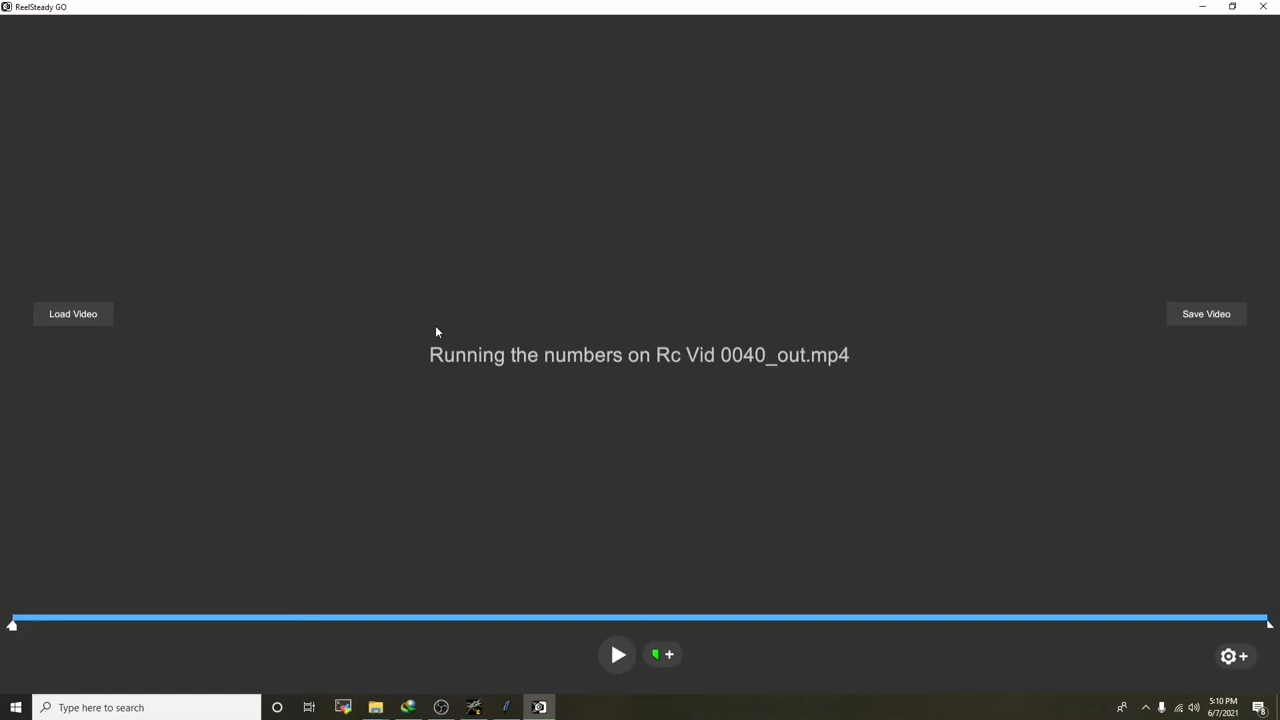 ReelSteady GO
Load Video
Save Video
Running the numbers on Rc Vid 0040_out.mp4
Type here to search
5:10 PM
6/7/2021